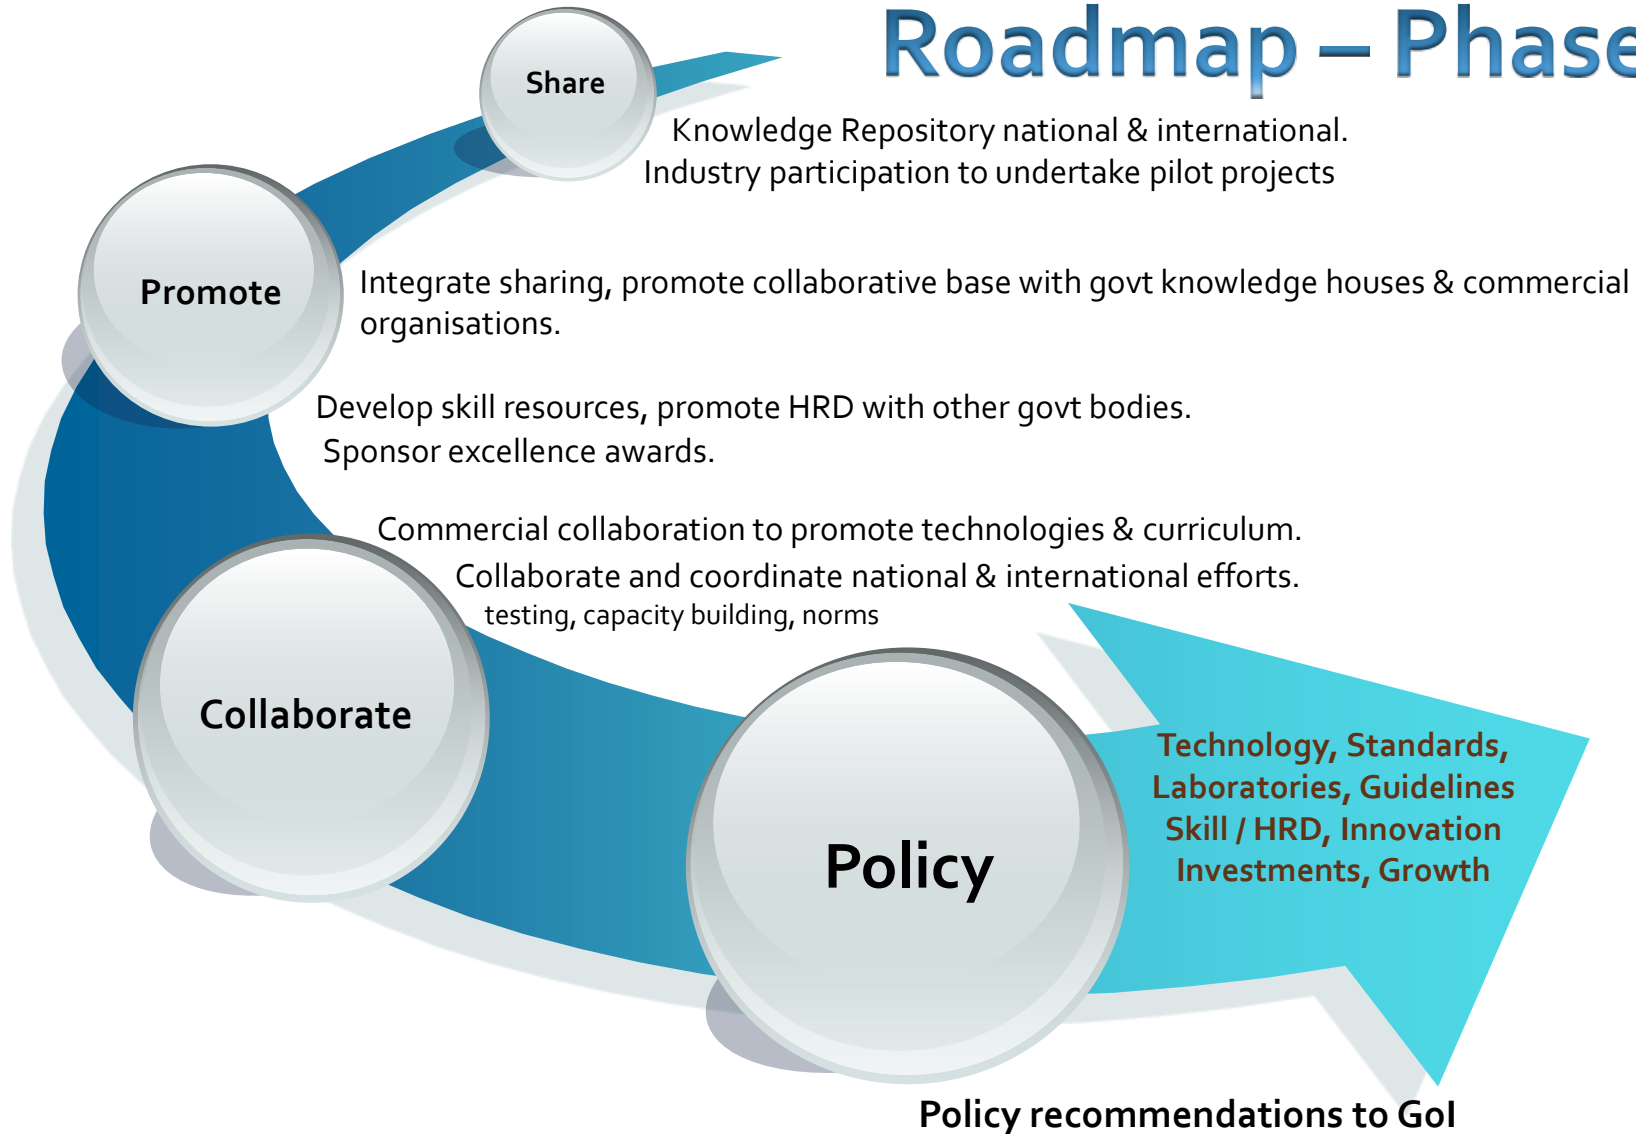 Roadmap – Phase
Share
Knowledge Repository national & international.
Industry participation to undertake pilot projects
Promote
Integrate sharing, promote collaborative base with govt knowledge houses & commercial
organisations.
Develop skill resources, promote HRD with other govt bodies.
Sponsor excellence awards.
Commercial collaboration to promote technologies & curriculum.
Collaborate and coordinate national & international efforts.
testing, capacity building, norms
Collaborate
Policy
Technology, Standards,
Laboratories, Guidelines
Skill / HRD, Innovation
Investments, Growth
Policy recommendations to GoI